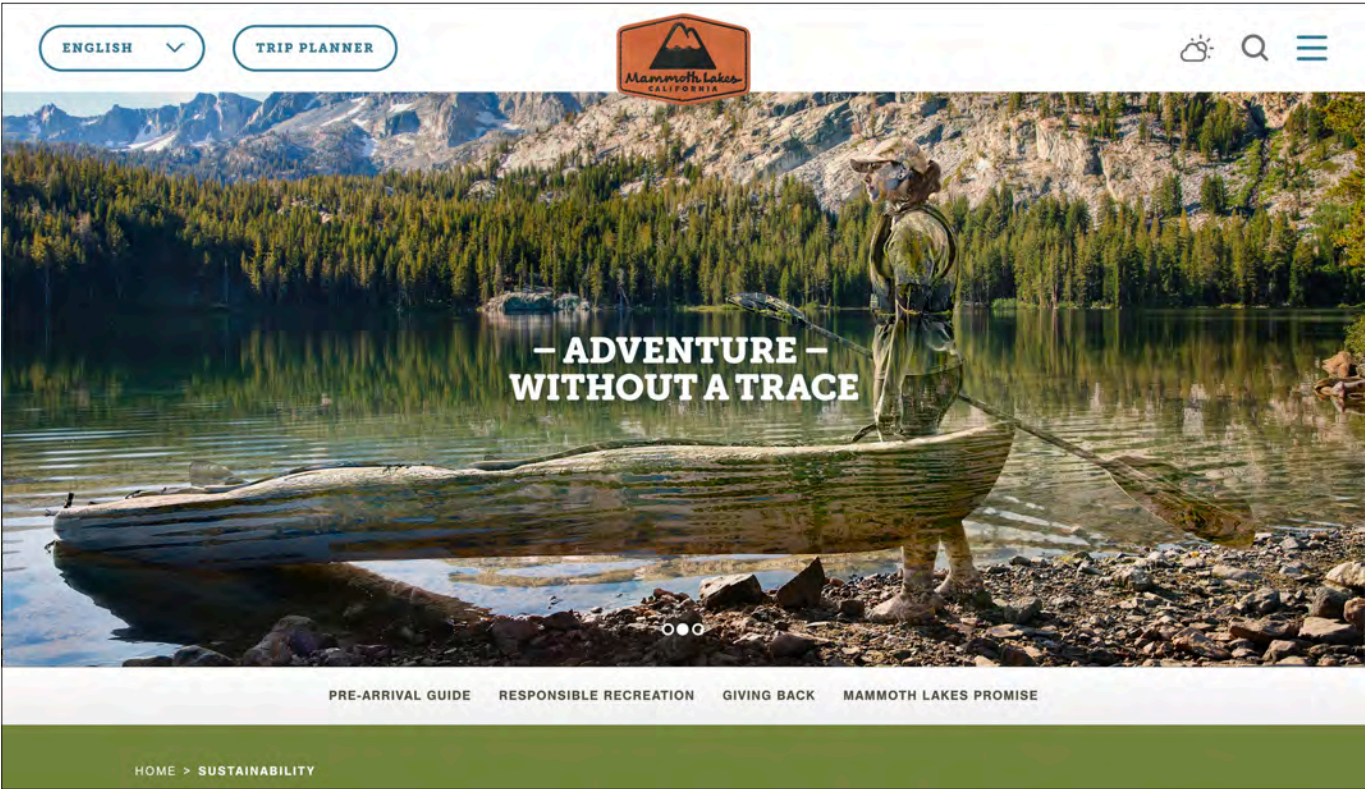 ENGLISH
TRIP PLANNER
Mammoth Lakes
CALIFORNIA
– ADVENTURE –
WITHOUT A TRACE
PRE-ARRIVAL GUIDE
RESPONSIBLE RECREATION
GIVING BACK
MAMMOTH LAKES PROMISE
HOME > SUSTAINABILITY